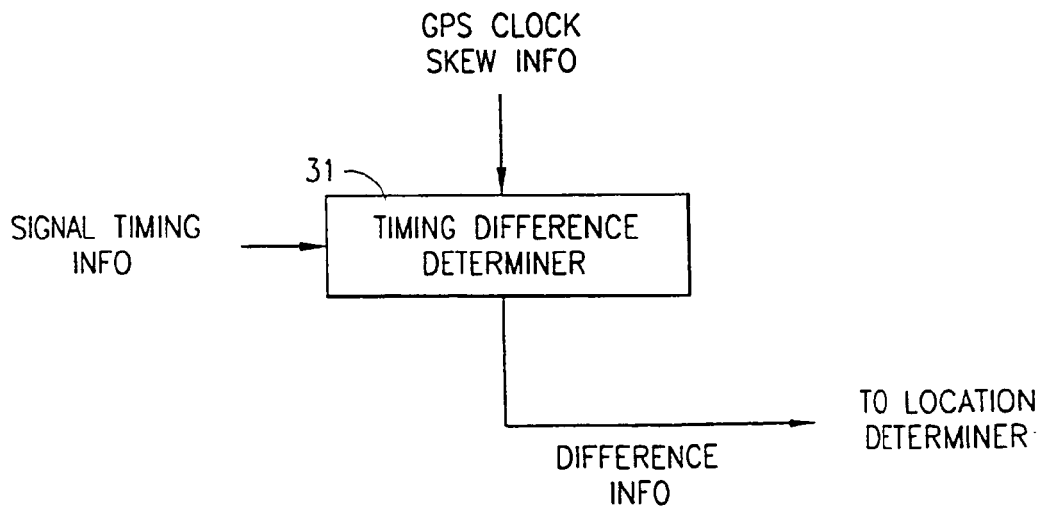 GPS CLOCK
SKEW INFO
31
SIGNAL TIMING
INFO
TIMING DIFFERENCE
DETERMINER
TO LOCATION
DETERMINER
DIFFERENCE
INFO